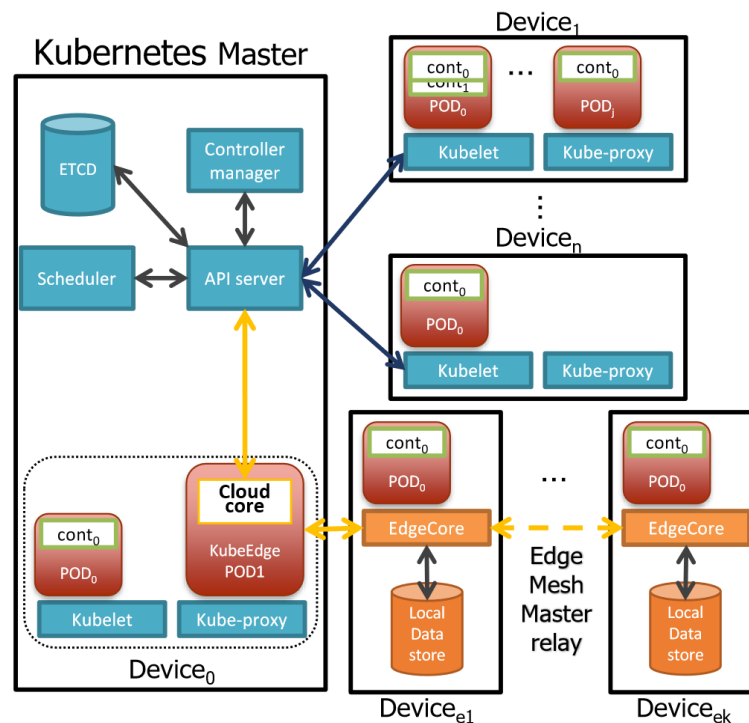 Kubernetes Master
ETCD
Controller
manager
Scheduler
API server
Cloud
core
KubeEdge
POD1
cont₀
POD₀
Kubelet
Kube-proxy
Device₀
Device₁
cont₀
cont₁
POD₀
...
cont₀
PODⱼ
Kubelet
Kube-proxy
...
Deviceₙ
cont₀
POD₀
Kubelet
Kube-proxy
cont₀
POD₀
EdgeCore
Local
Data
store
Deviceₑ₁
...
Edge
Mesh
Master
relay
cont₀
POD₀
EdgeCore
Local
Data
store
Deviceₑₖ